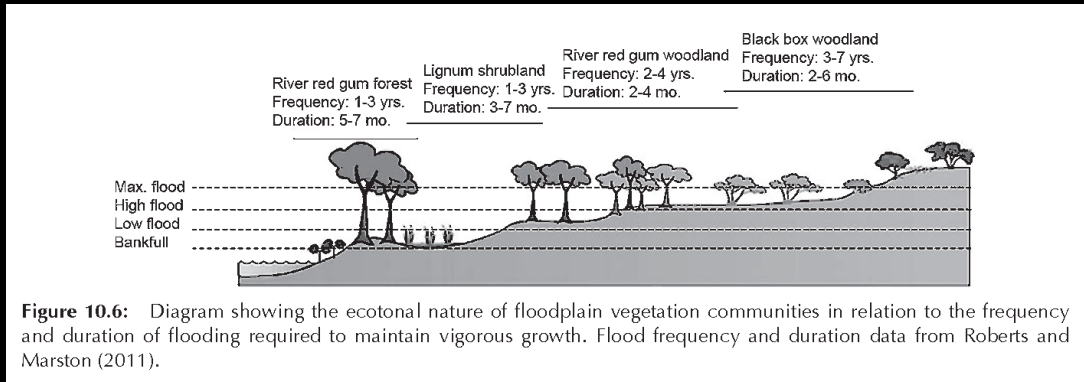 River red gum forest
Frequency: 1-3 yrs.
Duration: 5-7 mo.
Lignum shrubland
Frequency: 1-3 yrs.
Duration: 3-7 mo.
River red gum woodland
Frequency: 2-4 yrs.
Duration: 2-4 mo.
Black box woodland
Frequency: 3-7 yrs.
Duration: 2-6 mo.
Max. flood
High flood
Low flood
Bankfull
Figure 10.6: Diagram showing the ecotonal nature of floodplain vegetation communities in relation to the frequency
and duration of flooding required to maintain vigorous growth. Flood frequency and duration data from Roberts and
Marston (2011).